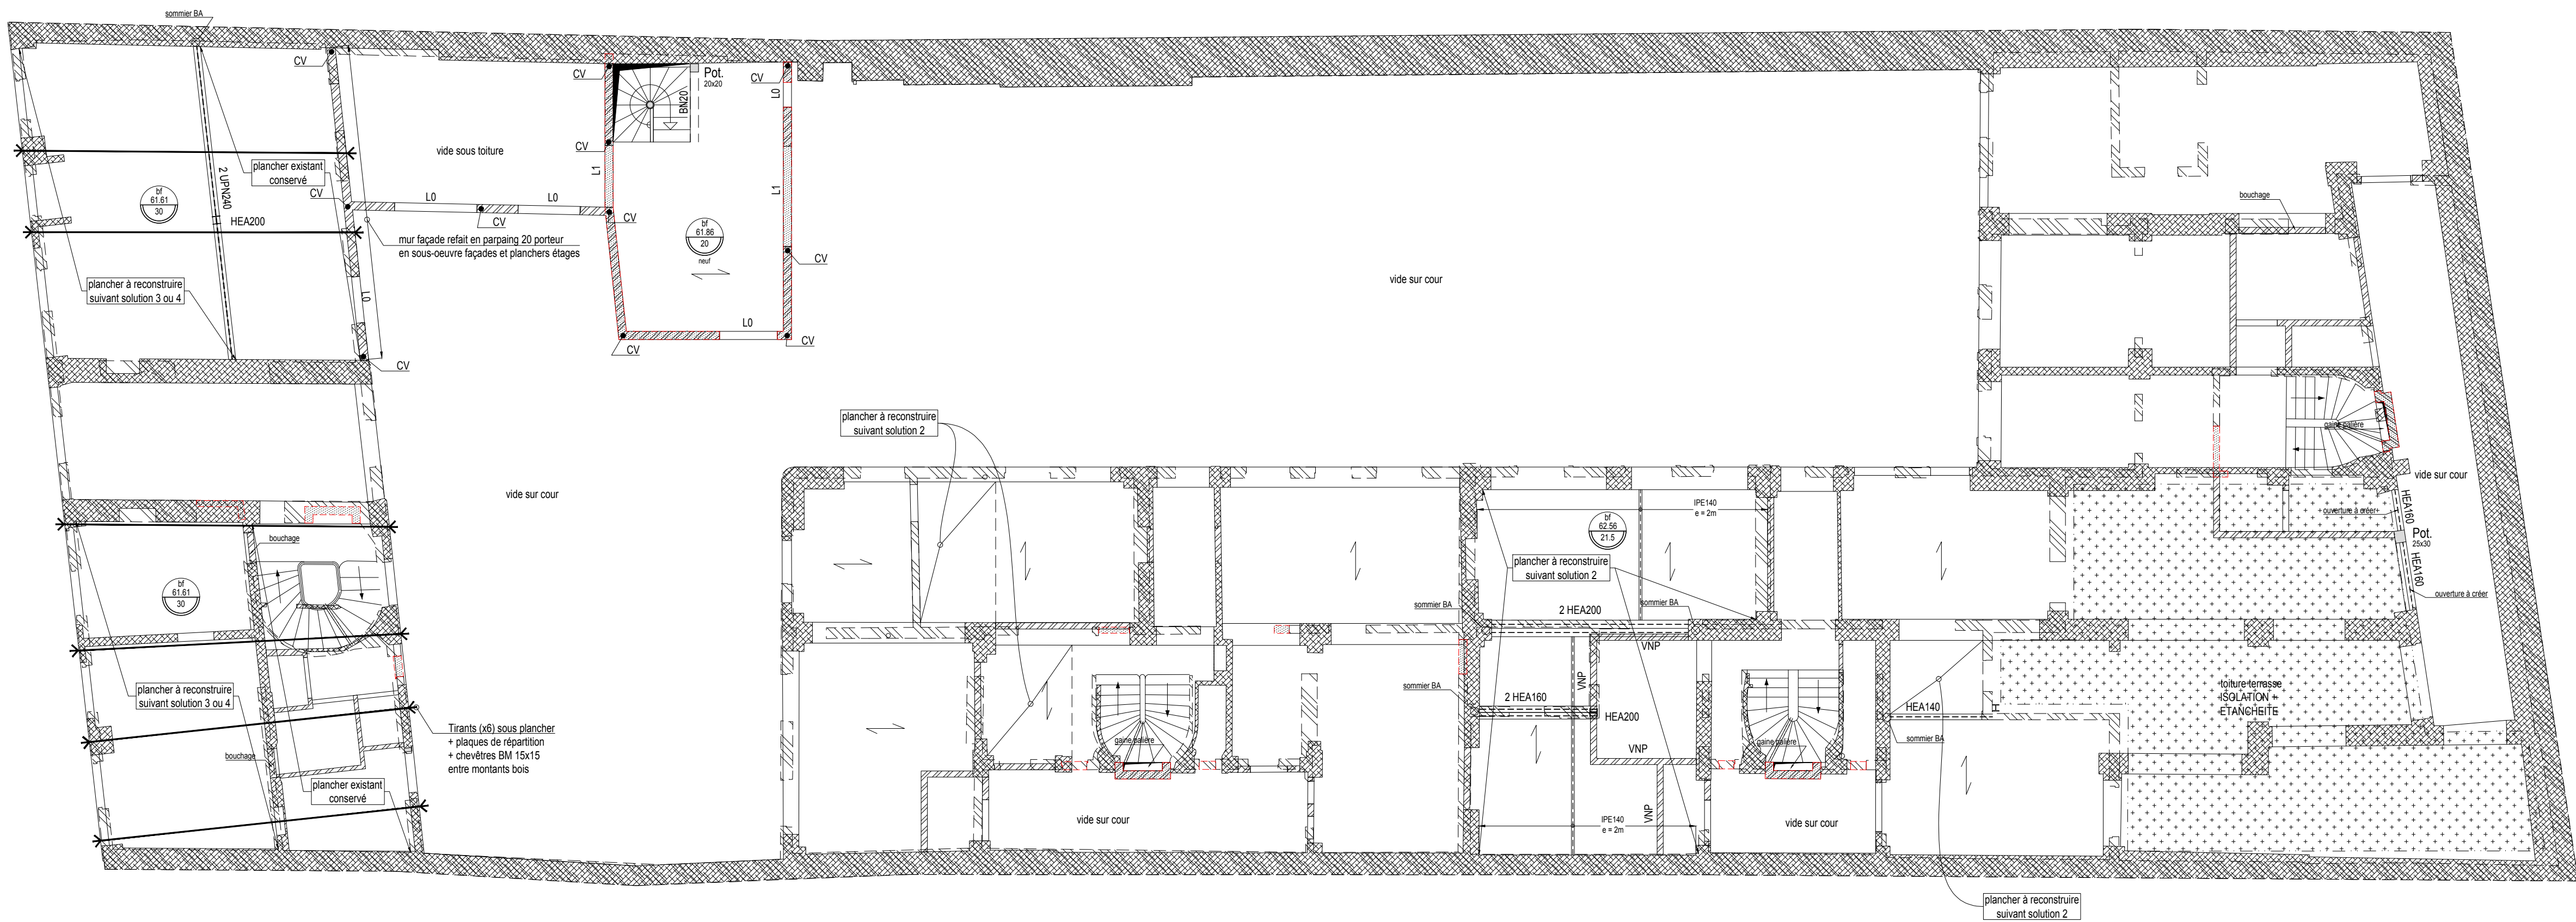 sommier BA
CV
CV
Pot.
20x20
BN20
CV
L0
vide sous toiture
plancher existant
conservé
2 UPN240
HEA200
bf
61.61
30
CV
CV
L1
L1
L0
L0
CV
CV
bf
61.86
20
neuf
CV
mur façade refait en parpaing 20 porteur
en sous-oeuvre façades et planchers étages
plancher à reconstruire
suivant solution 3 ou 4
L0
L0
CV
CV
CV
vide sur cour
bouchage
plancher à reconstruire
suivant solution 2
gaine palière
vide sur cour
vide sur cour
HEA160
ouverture à créer
Pot.
25x30
HEA160
ouverture à créer
IPE140
e = 2m
bf
62.56
21.5
plancher à reconstruire
suivant solution 2
bouchage
bf
61.61
30
sommier BA
2 HEA200
sommier BA
VNP
VNP
sommier BA
2 HEA160
HEA200
HEA140
H
sommier BA
VNP
toiture terrasse
ISOLATION +
ETANCHEITE
plancher à reconstruire
suivant solution 3 ou 4
Tirants (x6) sous plancher
+ plaques de répartition
+ chevêtres BM 15x15
entre montants bois
bouchage
plancher existant
conservé
gaine palière
gaine palière
vide sur cour
IPE140
e = 2m
VNP
vide sur cour
plancher à reconstruire
suivant solution 2